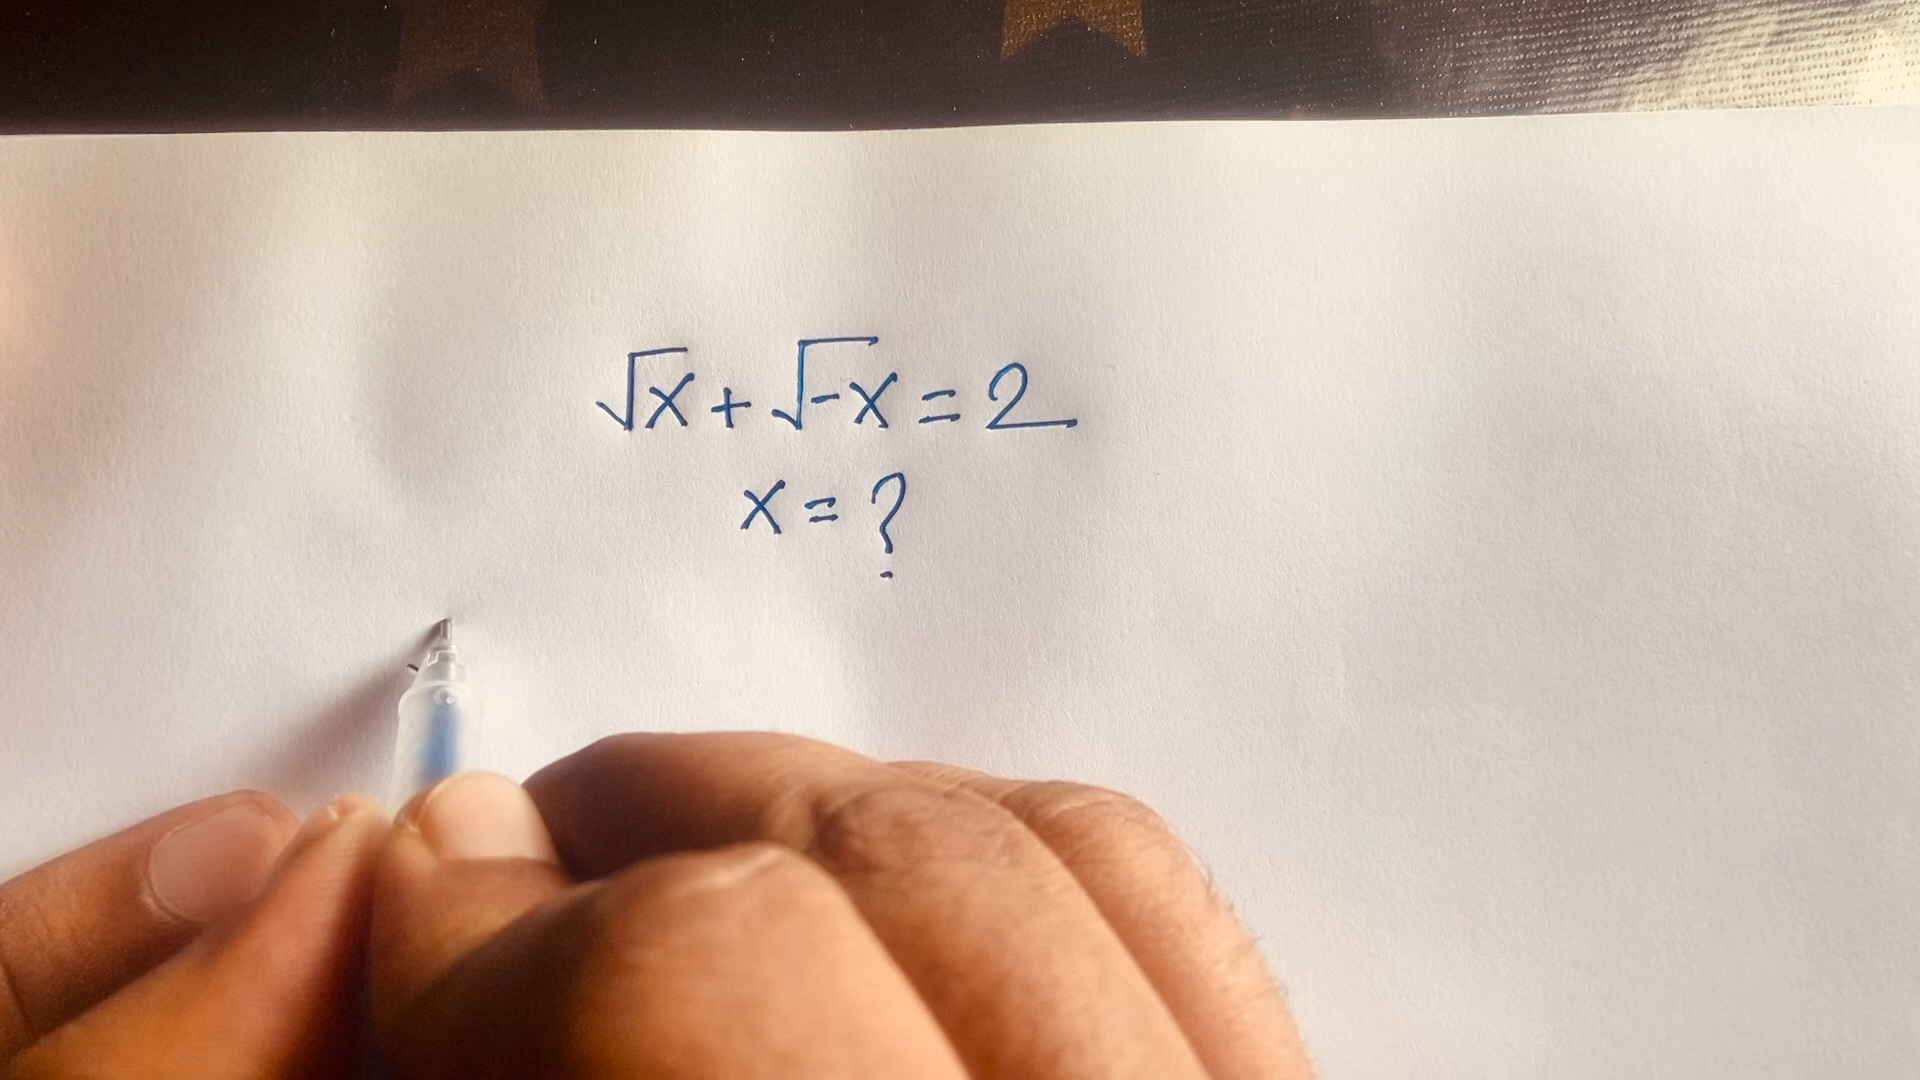 √x + √-x = 2
x = ?